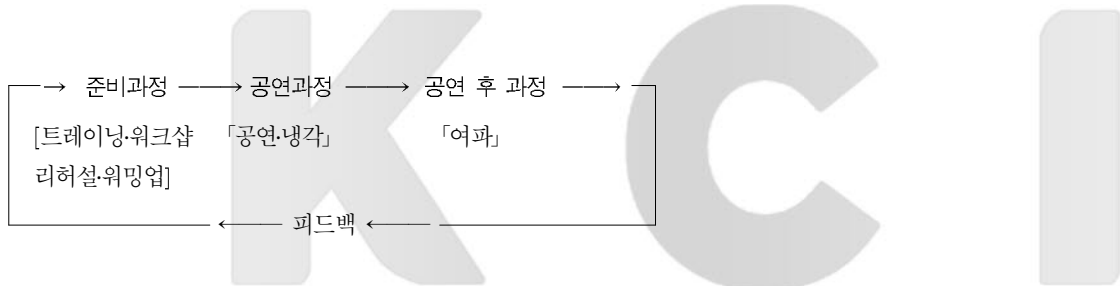 준비과정 공연과정 공연 후 과정
[트레이닝·워크샵 「공연·냉각」 「여파」
리허설·워밍업]
피드백
KCI